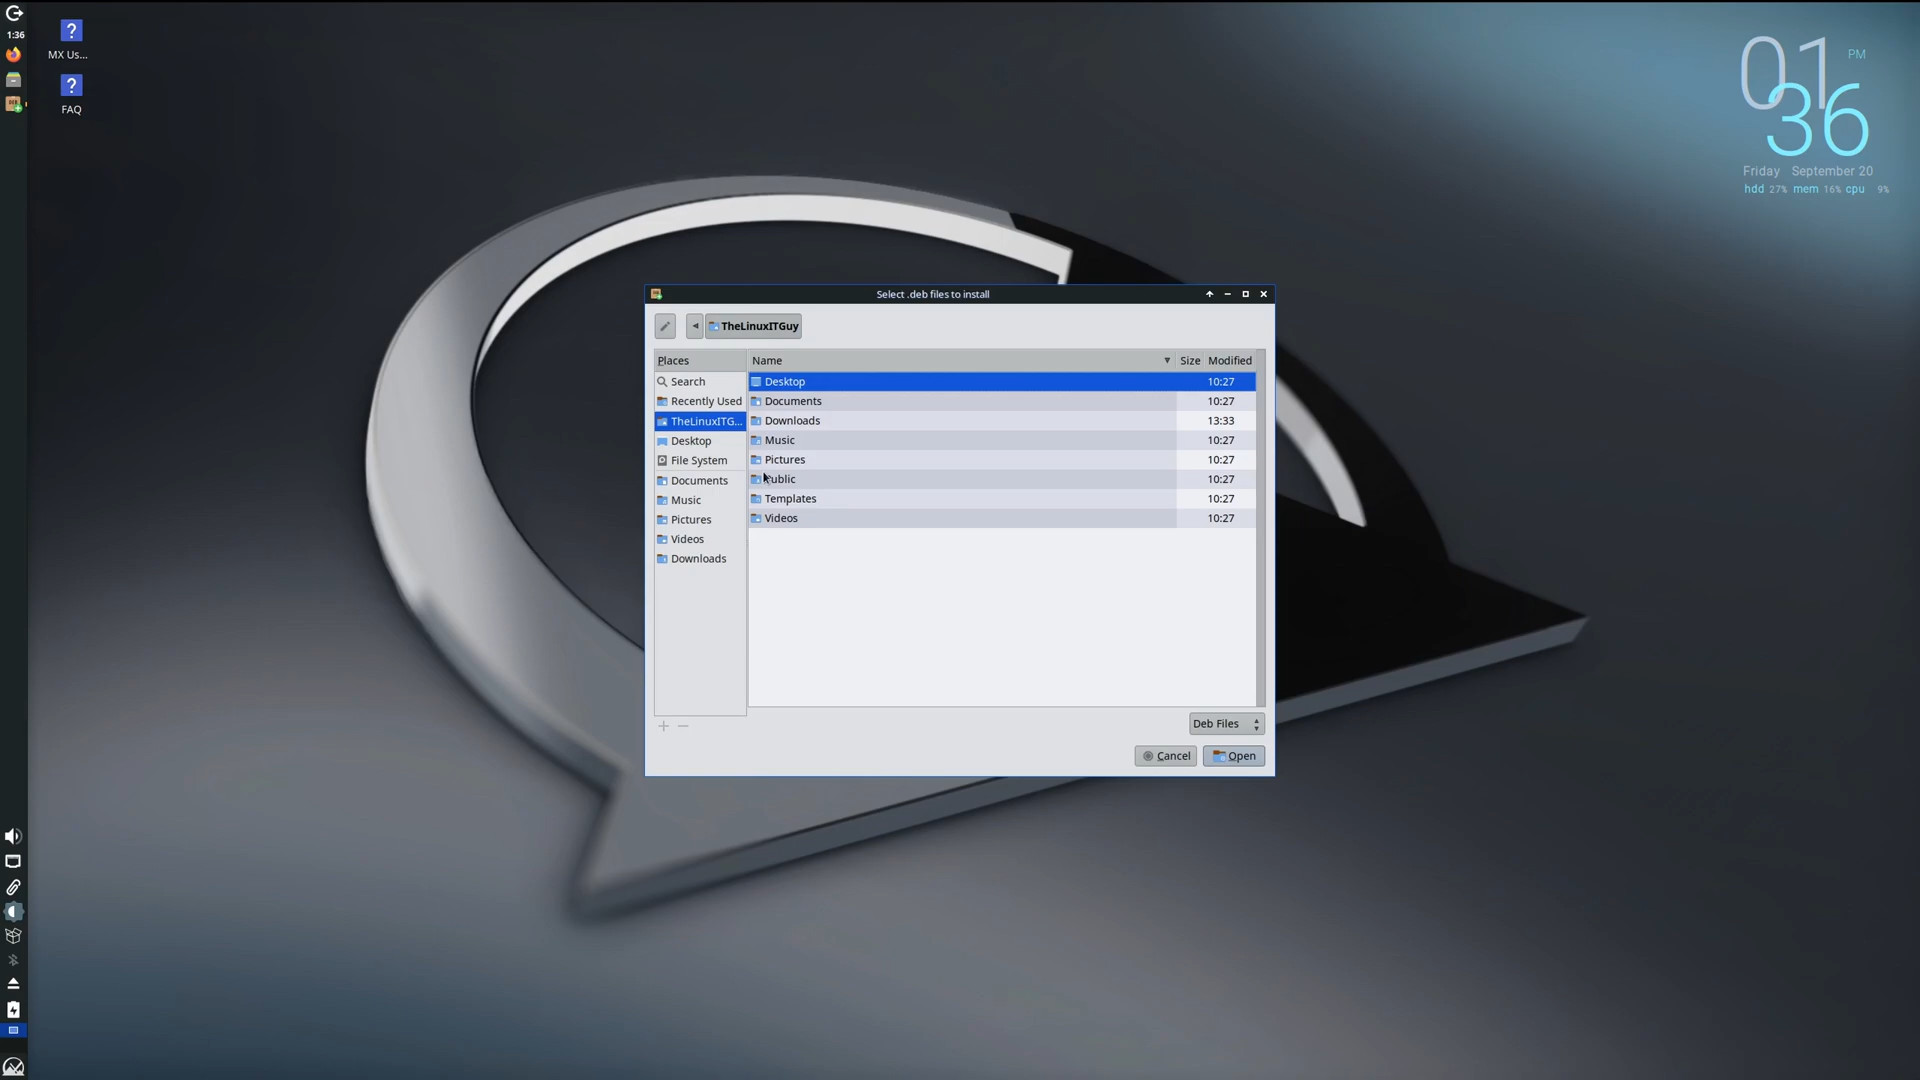 1:36
MX Us...
FAQ
01
PM
36
Friday September 20
hdd 27% mem 16% cpu 9%
Select .deb files to install
TheLinuxITGuy
Places
Search
Recently Used
TheLinuxITG...
Desktop
File System
Documents
Music
Pictures
Videos
Downloads
Name Size Modified
Desktop 10:27
Documents 10:27
Downloads 13:33
Music 10:27
Pictures 10:27
Public 10:27
Templates 10:27
Videos 10:27
Deb Files
Cancel Open